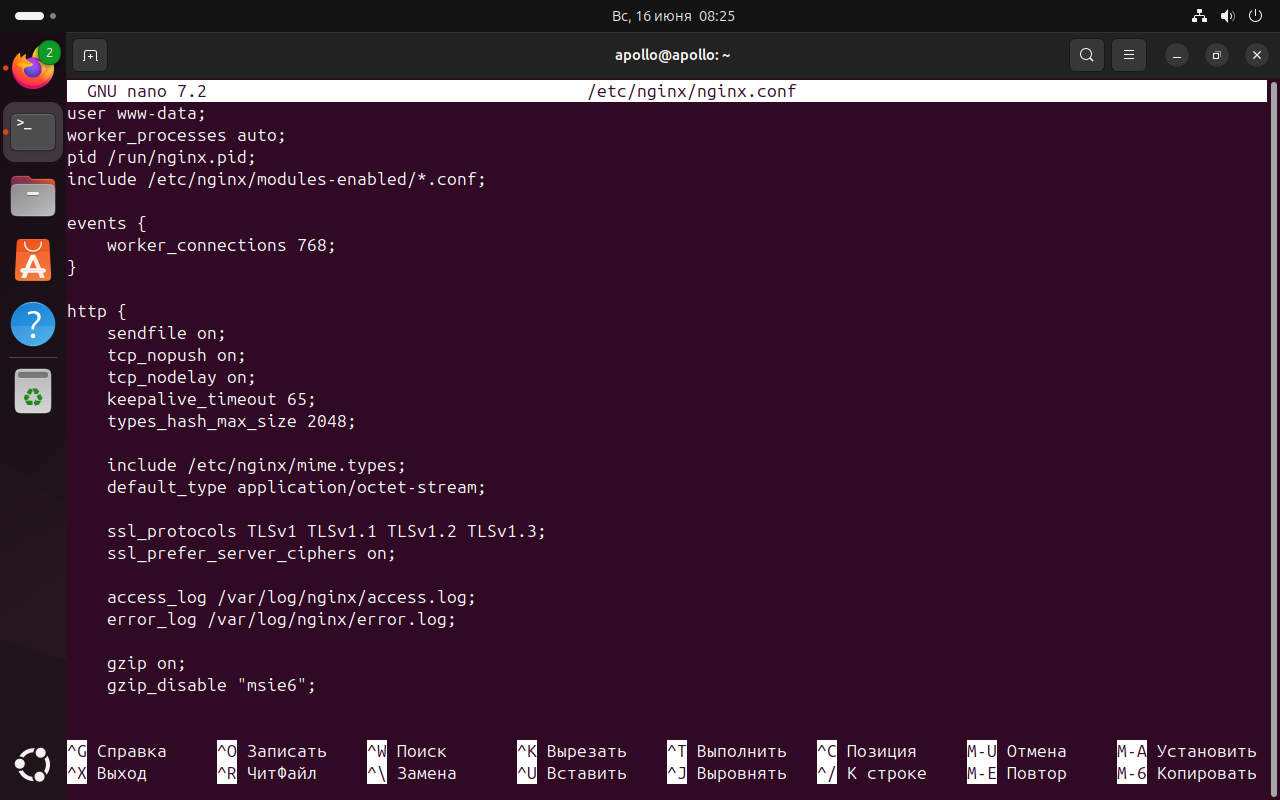 Вс, 16 июня 08:25
2
apollo@apollo: ~
GNU nano 7.2 /etc/nginx/nginx.conf
user www-data;
worker_processes auto;
pid /run/nginx.pid;
include /etc/nginx/modules-enabled/*.conf;
events {
    worker_connections 768;
}
http {
    sendfile on;
    tcp_nopush on;
    tcp_nodelay on;
    keepalive_timeout 65;
    types_hash_max_size 2048;
    include /etc/nginx/mime.types;
    default_type application/octet-stream;
    ssl_protocols TLSv1 TLSv1.1 TLSv1.2 TLSv1.3;
    ssl_prefer_server_ciphers on;
    access_log /var/log/nginx/access.log;
    error_log /var/log/nginx/error.log;
    gzip on;
    gzip_disable "msie6";
^G Справка ^O Записать ^W Поиск ^K Вырезать ^T Выполнить ^C Позиция M-U Отмена M-A Установить
^X Выход ^R ЧитФайл ^\ Замена ^U Вставить ^J Выровнять ^/ К строке M-E Повтор M-6 Копировать